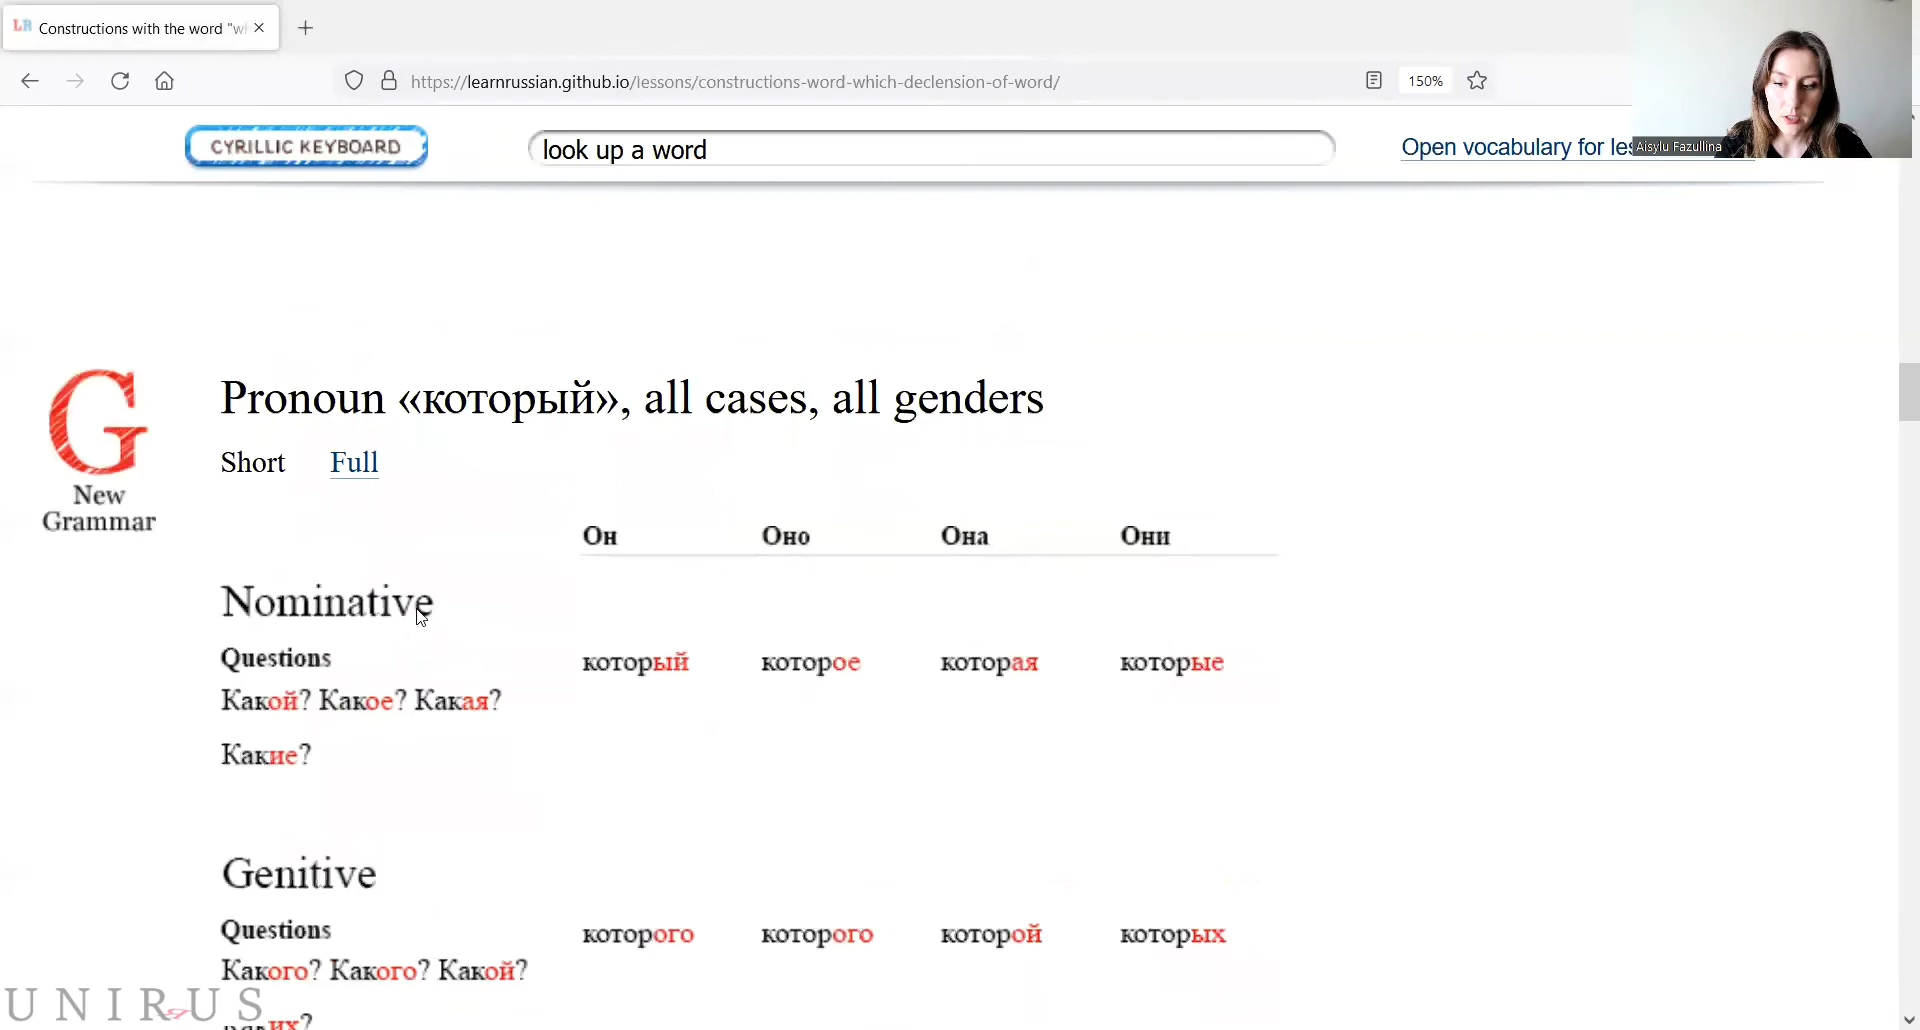 LR Constructions with the word "wh
https://learnrussian.github.io/lessons/constructions-word-which-declension-of-word/
150%
CYRILLIC KEYBOARD
look up a word
Open vocabulary for les
Aisylu Fazullina
G
New
Grammar
Pronoun «который», all cases, all genders
Short Full
Он Оно Она Они
Nominative
Questions
который которое которая которые
Какой? Какое? Какая?
Какие?
Genitive
Questions
которого которого которой которых
Какого? Какого? Какой?
Каких?
UNIRUS